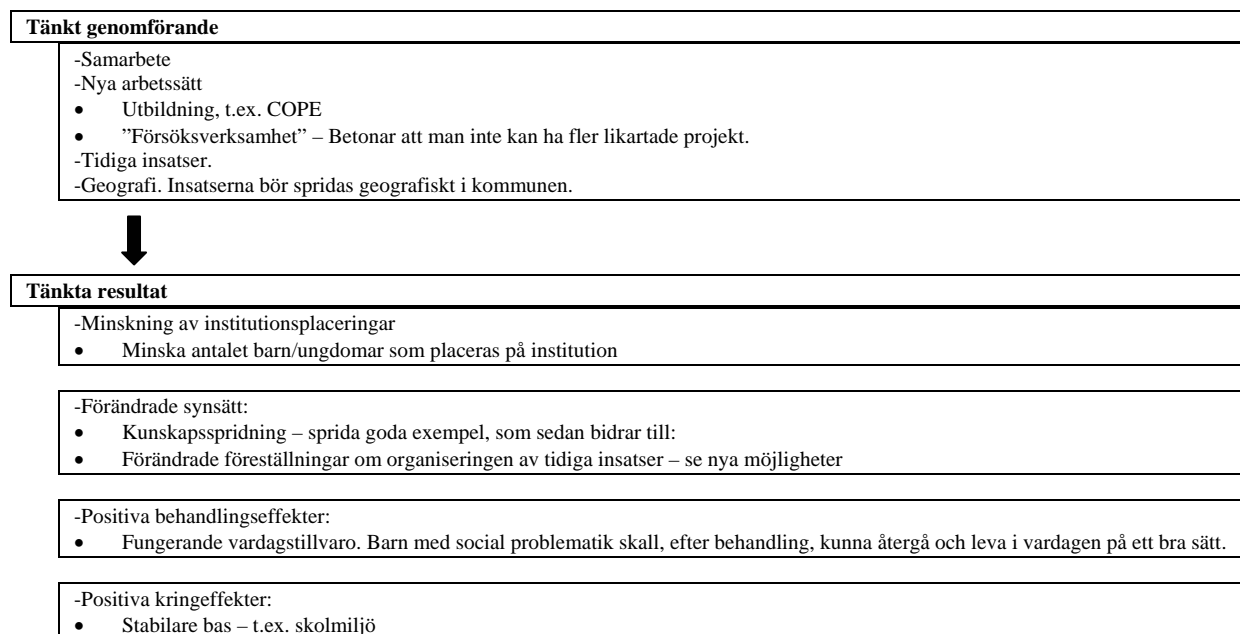 Tänkt genomförande
-Samarbete
-Nya arbetssätt
• Utbildning, t.ex. COPE
• ”Försöksverksamhet” – Betonar att man inte kan ha fler likartade projekt.
-Tidiga insatser.
-Geografi. Insatserna bör spridas geografiskt i kommunen.
Tänkta resultat
-Minskning av institutionsplaceringar
• Minska antalet barn/ungdomar som placeras på institution
-Förändrade synsätt:
• Kunskapsspridning – sprida goda exempel, som sedan bidrar till:
• Förändrade föreställningar om organiseringen av tidiga insatser – se nya möjligheter
-Positiva behandlingseffekter:
• Fungerande vardagstillvaro. Barn med social problematik skall, efter behandling, kunna återgå och leva i vardagen på ett bra sätt.
-Positiva kringeffekter:
• Stabilare bas – t.ex. skolmiljö